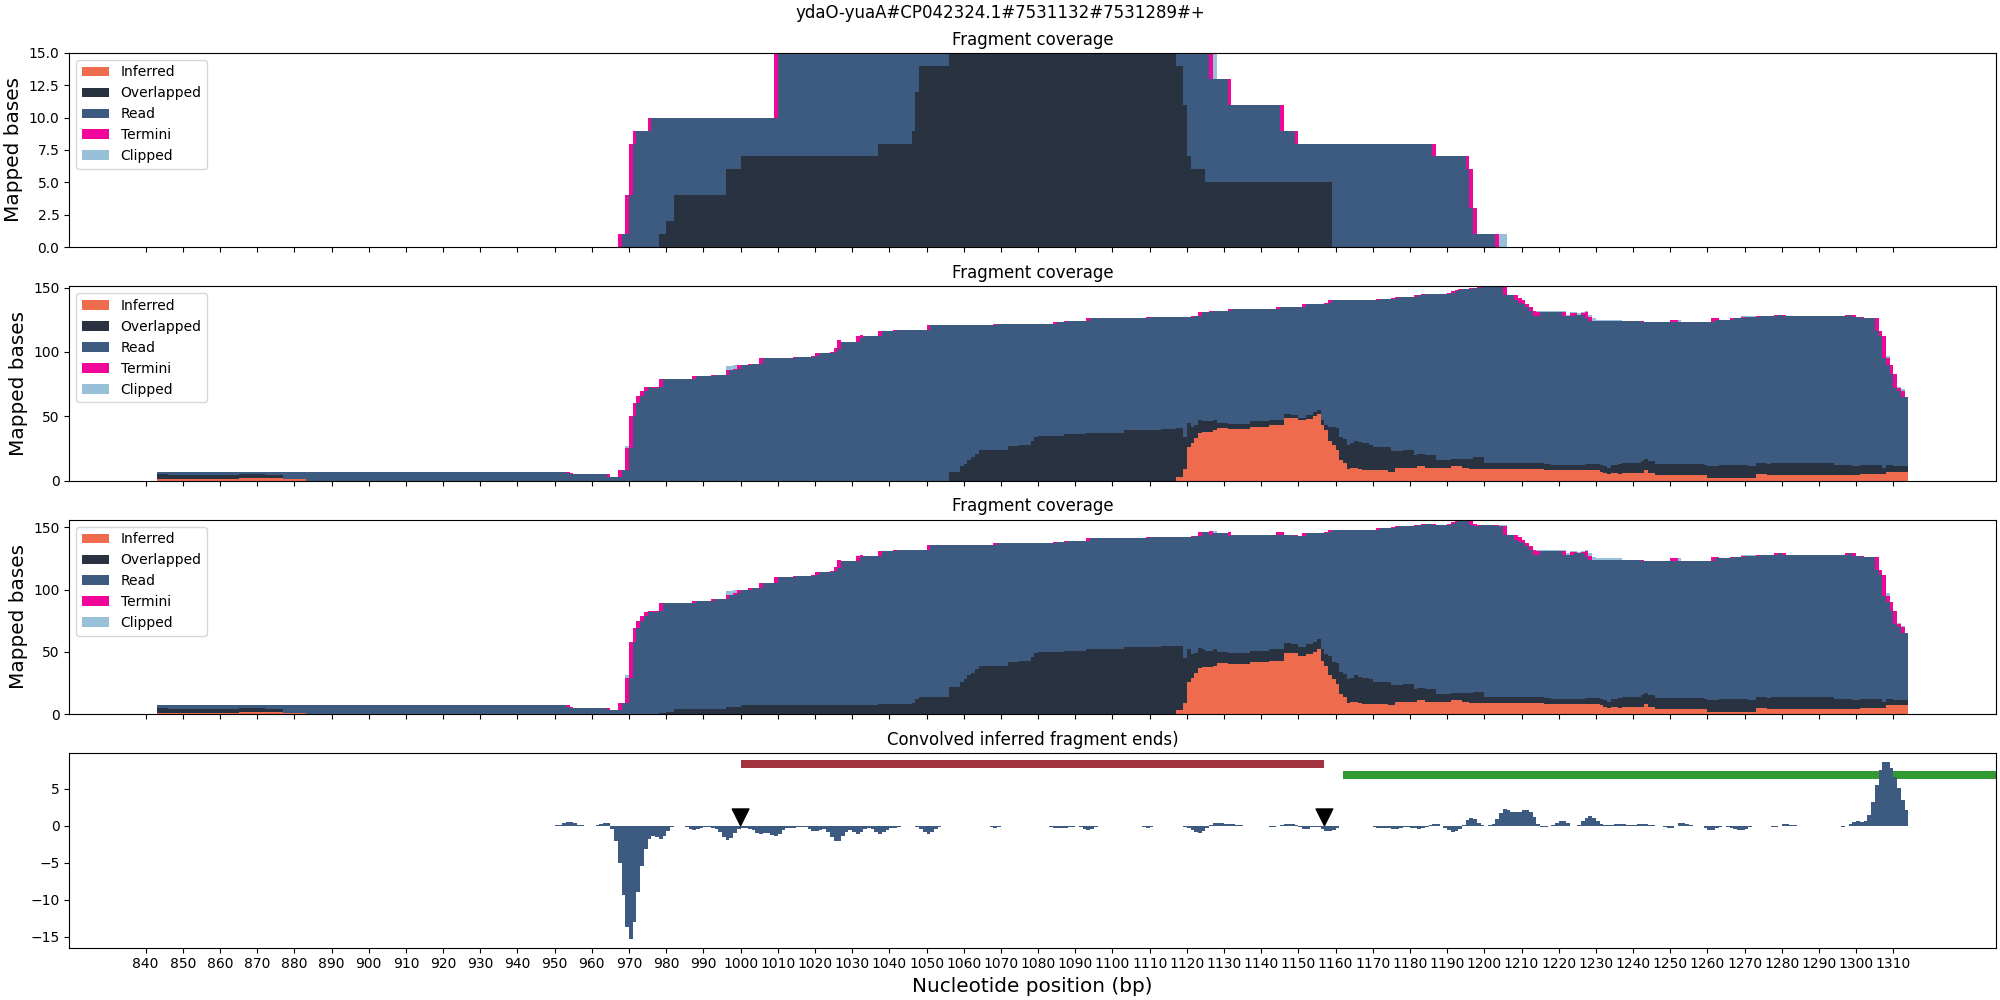 ydaO-yuaA#CP042324.1#7531132#7531289#+
Fragment coverage
Mapped bases
15.0
12.5
10.0
7.5
5.0
2.5
0.0
Inferred
Overlapped
Read
Termini
Clipped
Fragment coverage
Mapped bases
150
100
50
0
Inferred
Overlapped
Read
Termini
Clipped
Fragment coverage
Mapped bases
150
100
50
0
Inferred
Overlapped
Read
Termini
Clipped
Convolved inferred fragment ends)
5
0
−5
−10
−15
840 850 860 870 880 890 900 910 920 930 940 950 960 970 980 990 1000 1010 1020 1030 1040 1050 1060 1070 1080 1090 1100 1110 1120 1130 1140 1150 1160 1170 1180 1190 1200 1210 1220 1230 1240 1250 1260 1270 1280 1290 1300 1310
Nucleotide position (bp)